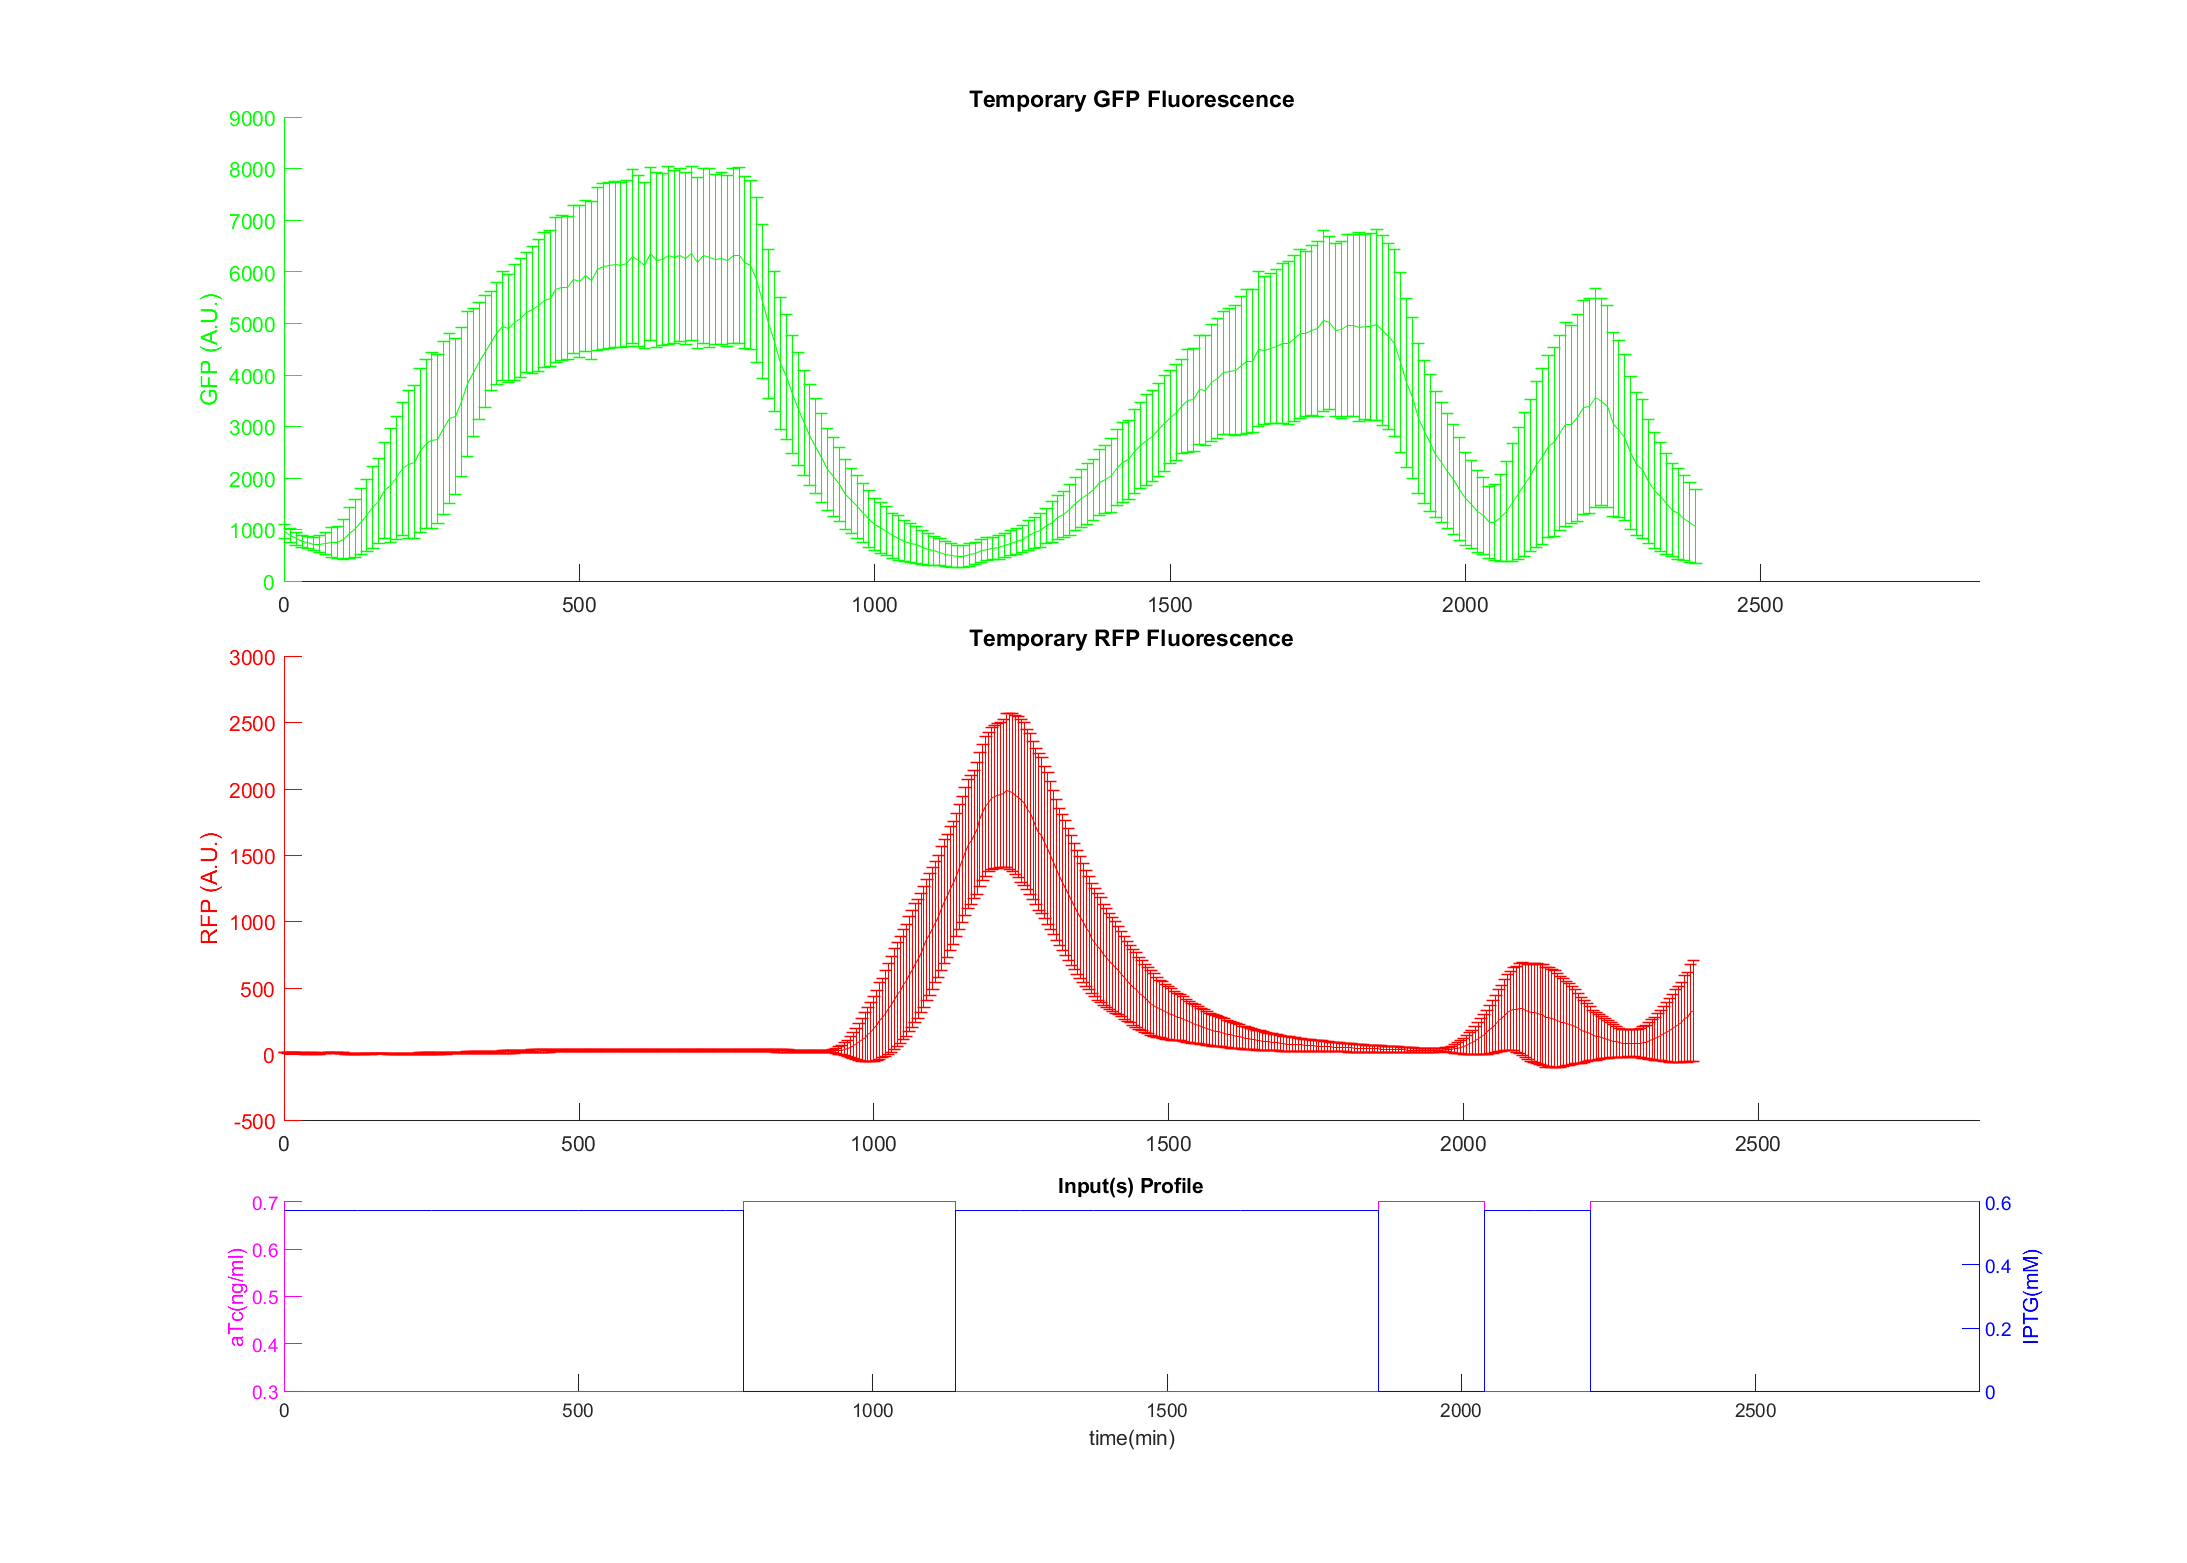 Temporary GFP Fluorescence
9000
8000
7000
6000
5000
4000
3000
2000
1000
0
GFP (A.U.)
0 500 1000 1500 2000 2500
Temporary RFP Fluorescence
3000
2500
2000
1500
1000
500
0
-500
RFP (A.U.)
0 500 1000 1500 2000 2500
Input(s) Profile
0.7
0.6
0.5
0.4
0.3
aTc(ng/ml)
0.6
0.4
0.2
0
IPTG(mM)
0 500 1000 1500 2000 2500
time(min)